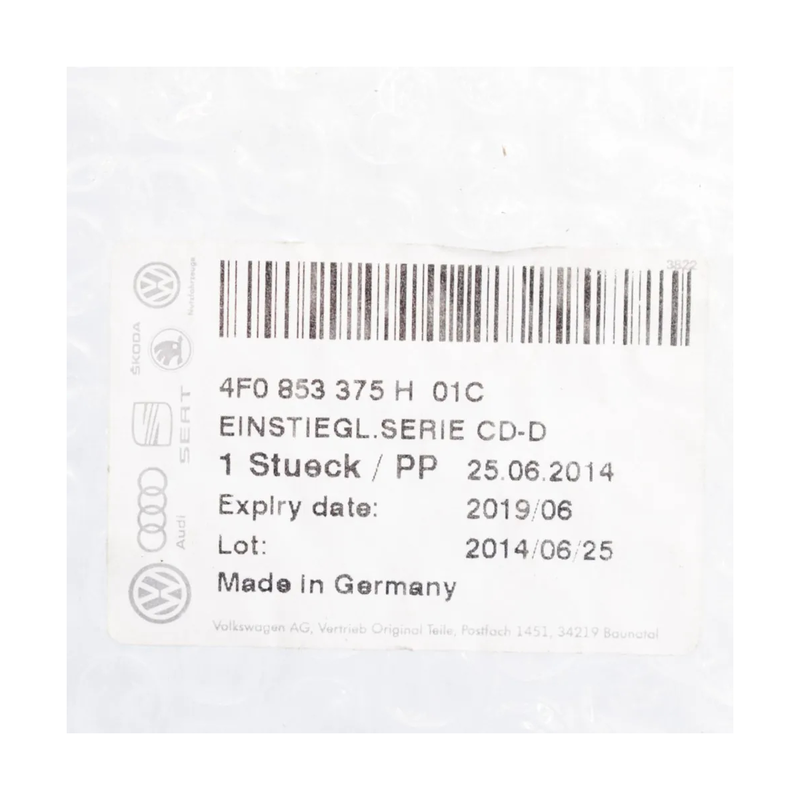 3822
Nutzfahrzeuge
ŠKODA
SEAT
Audi
4F0 853 375 H 01C
EINSTIEGL.SERIE CD-D
1 Stueck / PP 25.06.2014
Expiry date: 2019/06
Lot: 2014/06/25
Made in Germany
Volkswagen AG, Vertrieb Original Teile, Postfach 1451, 34219 Baunatal